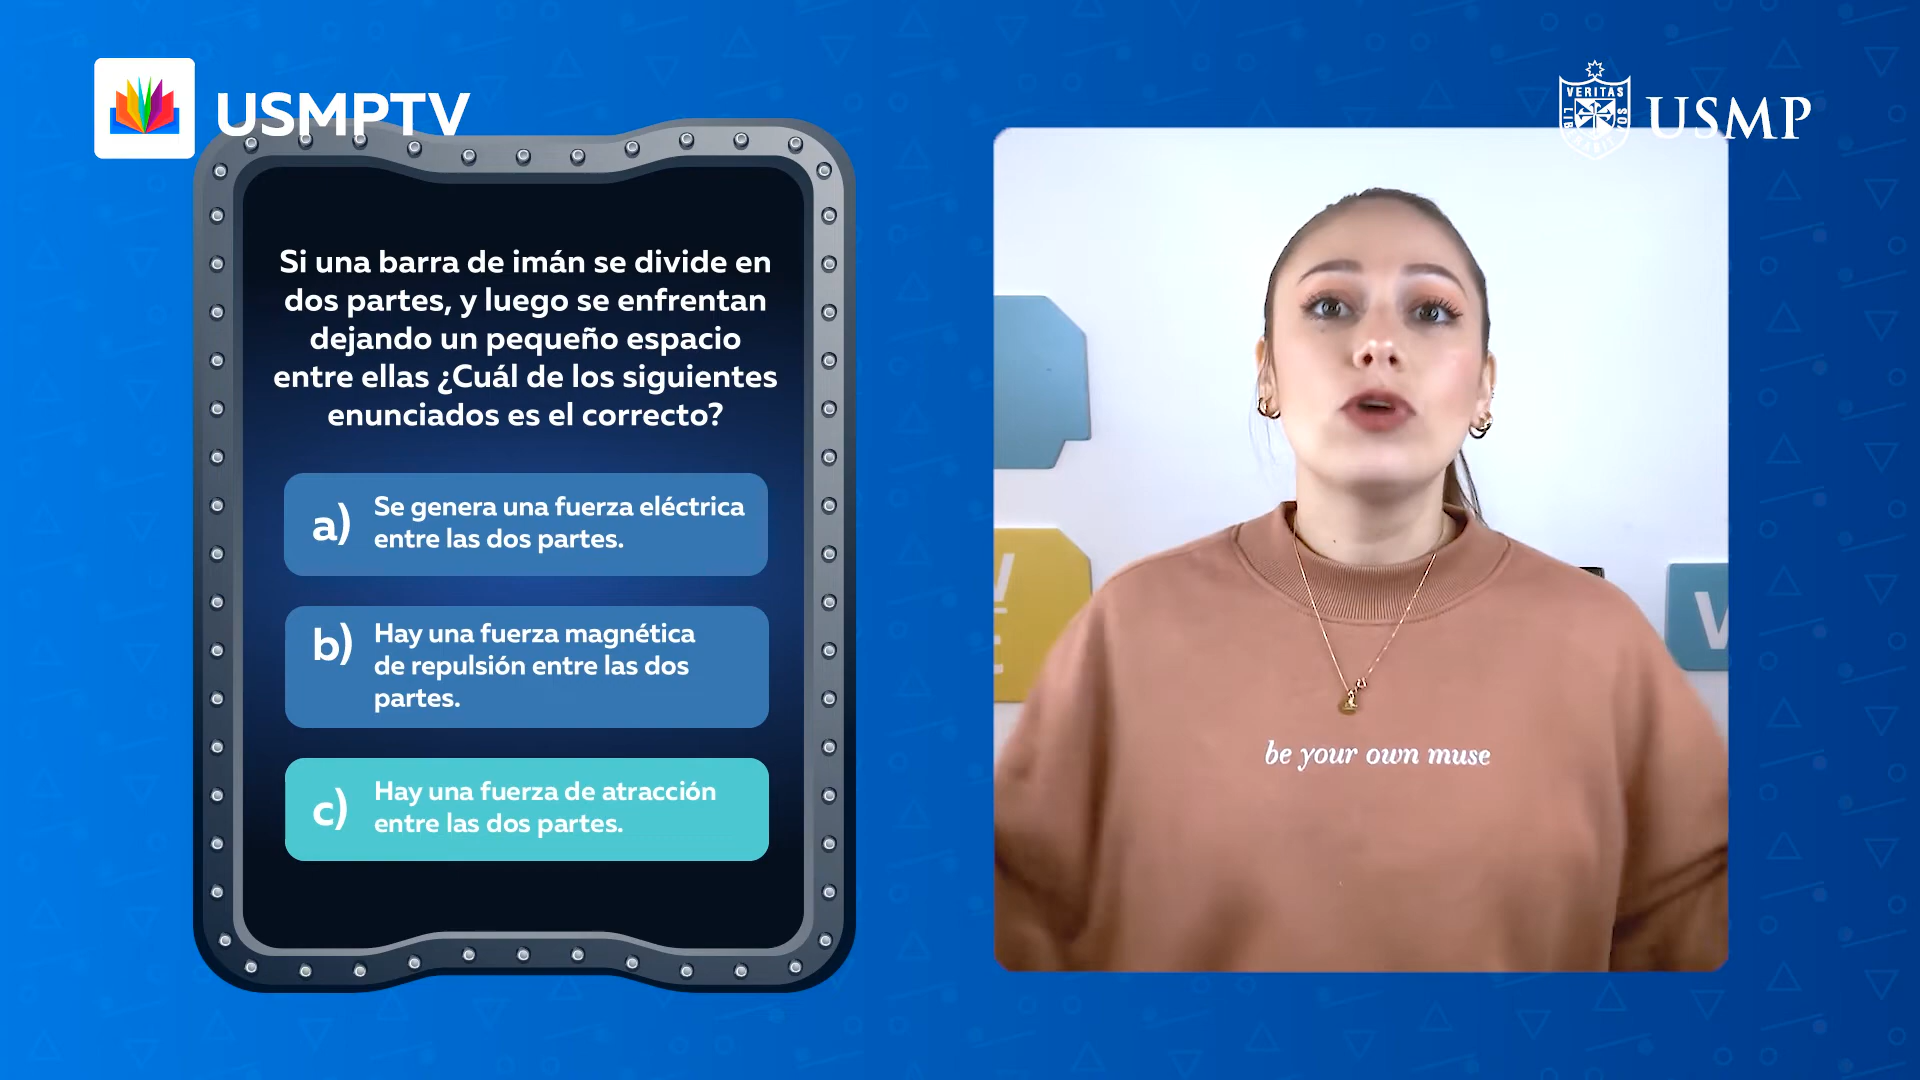 USMPTV
USMP
VERITAS
Si una barra de imán se divide en
dos partes, y luego se enfrentan
dejando un pequeño espacio
entre ellas ¿Cuál de los siguientes
enunciados es el correcto?
a) Se genera una fuerza eléctrica
entre las dos partes.
b) Hay una fuerza magnética
de repulsión entre las dos
partes.
c) Hay una fuerza de atracción
entre las dos partes.
be your own muse